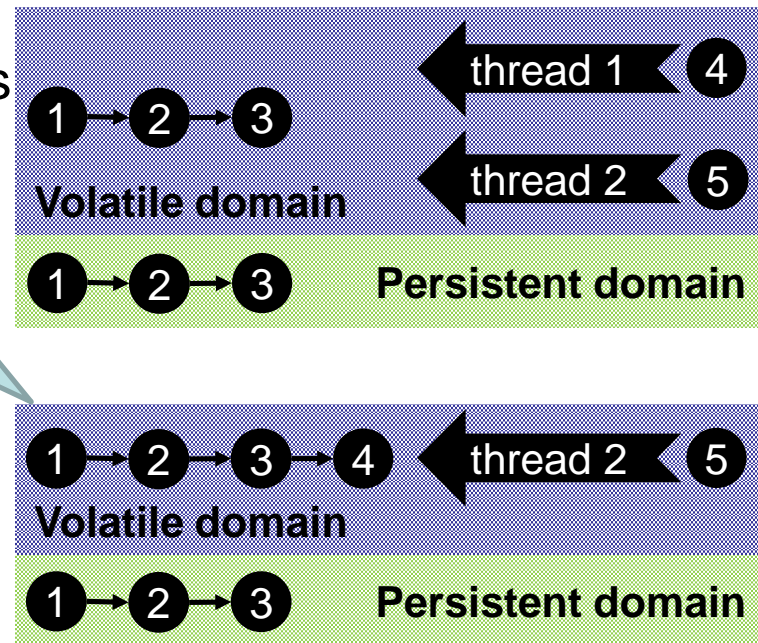 thread 1 4
s
1 2 3
thread 2 5
Volatile domain
1 2 3 Persistent domain
1 2 3 4 thread 2 5
Volatile domain
1 2 3 Persistent domain